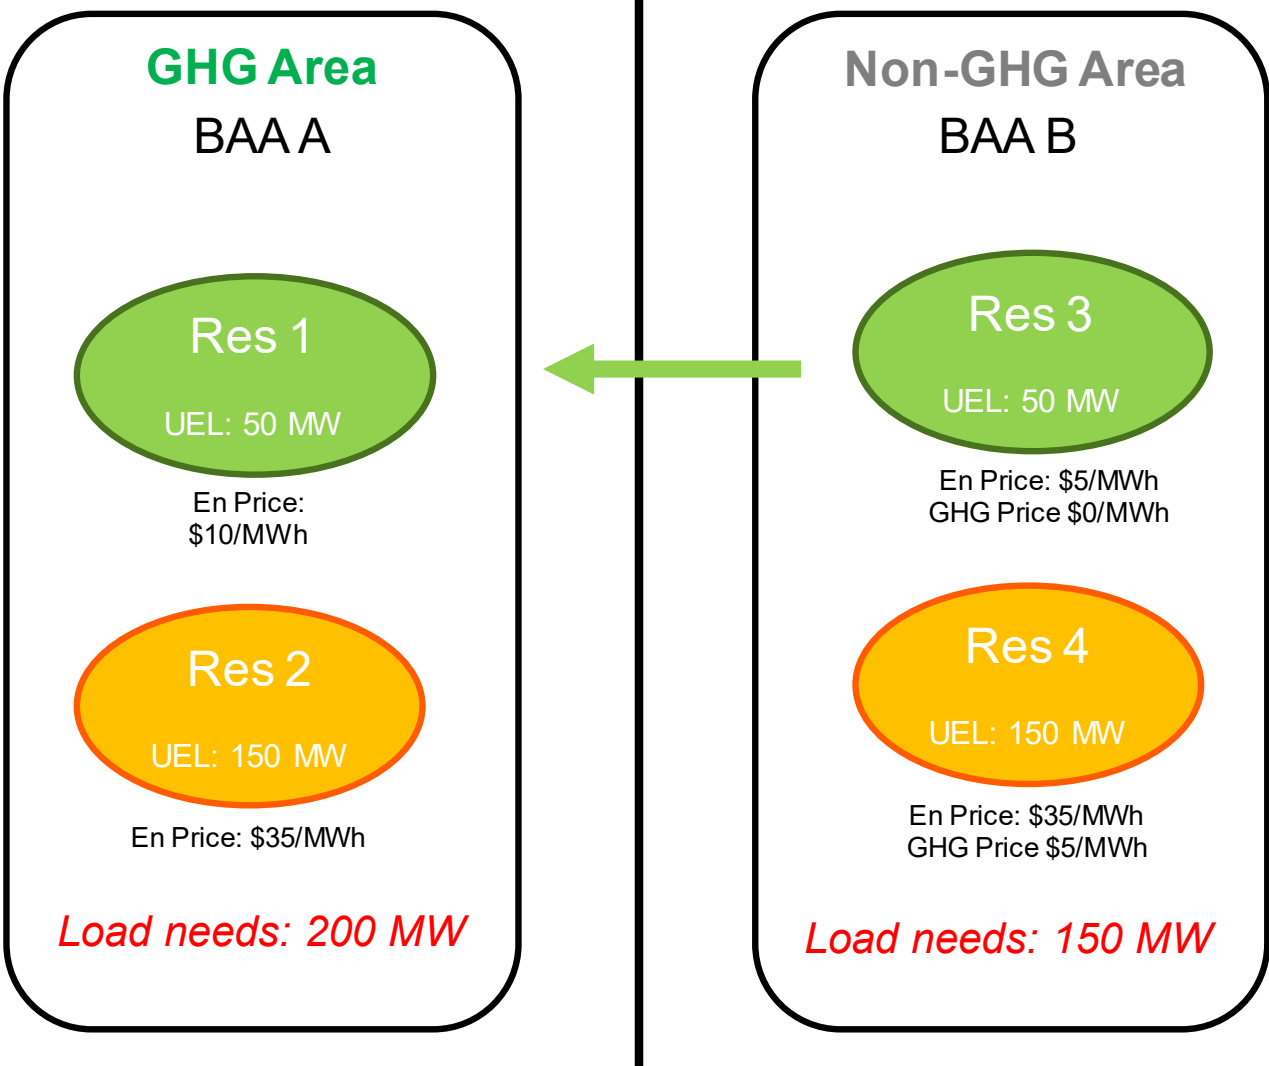 GHG Area
BAA A
Res 1
UEL: 50 MW
En Price:
$10/MWh
Res 2
UEL: 150 MW
En Price: $35/MWh
Load needs: 200 MW
Non-GHG Area
BAA B
Res 3
UEL: 50 MW
En Price: $5/MWh
GHG Price $0/MWh
Res 4
UEL: 150 MW
En Price: $35/MWh
GHG Price $5/MWh
Load needs: 150 MW